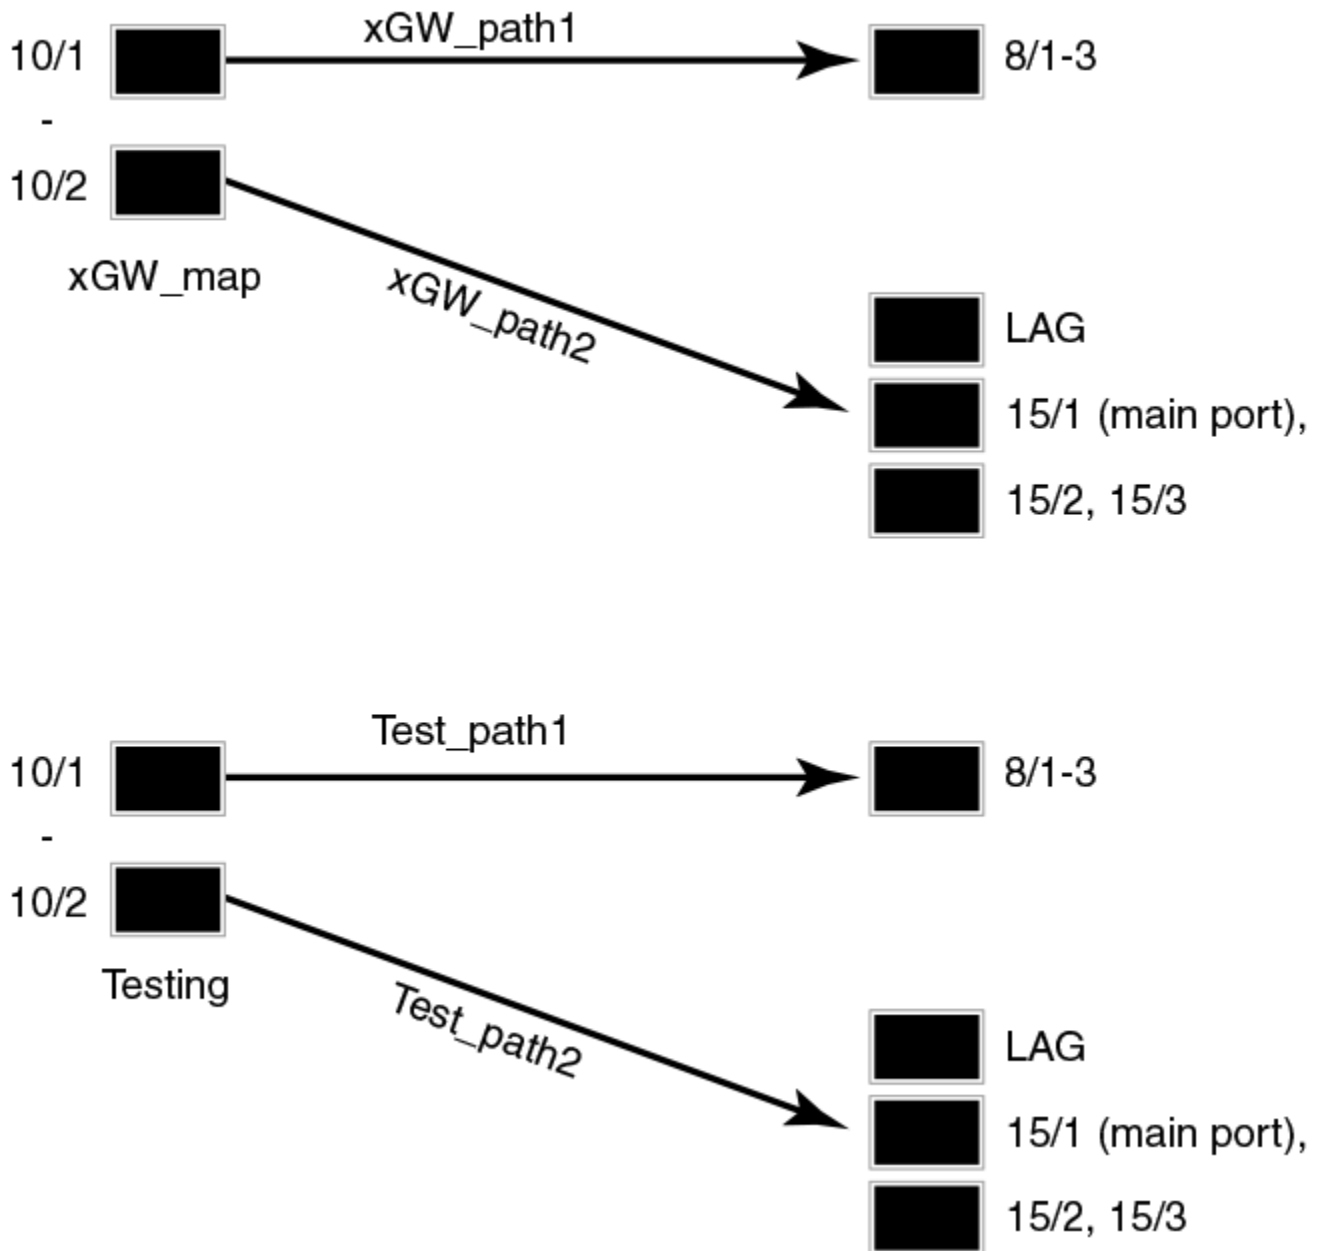 xGW_path1
10/1
8/1-3
-
10/2
xGW_map
xGW_path2
LAG
15/1 (main port),
15/2, 15/3
Test_path1
10/1
8/1-3
-
10/2
Testing
Test_path2
LAG
15/1 (main port),
15/2, 15/3